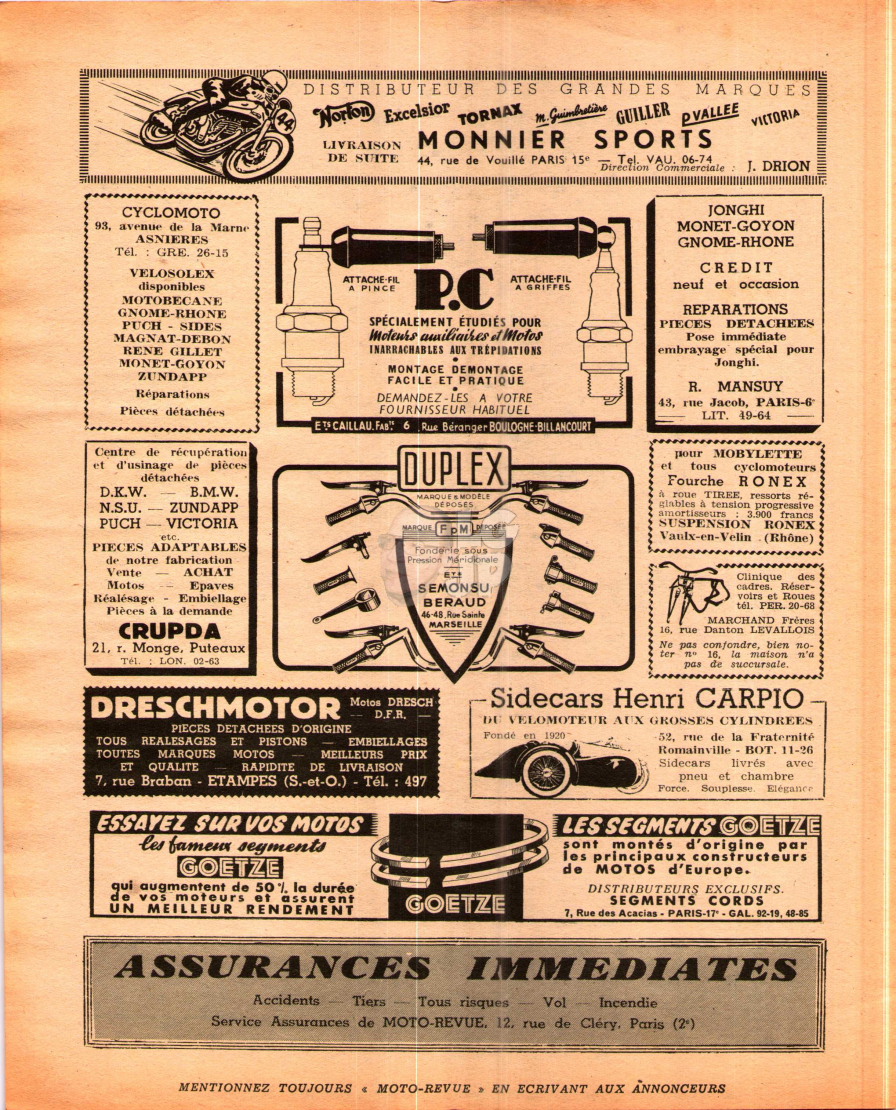 DISTRIBUTEUR DES GRANDES MARQUES
Norton Excelsior TORNAX m. Guimbretière GUILLER P.VALLEE VICTORIA
LIVRAISON DE SUITE
MONNIER SPORTS
44, rue de Vouillé PARIS 15e — Tel. VAU. 06-74
Direction Commerciale : J. DRION
44
CYCLOMOTO
93, avenue de la Marne
ASNIERES
Tél. : GRE. 26-15
VELOSOLEX
disponibles
MOTOBECANE
GNOME-RHONE
PUCH - SIDES
MAGNAT-DEBON
RENE GILLET
MONET-GOYON
ZUNDAPP
Réparations
Pièces détachées
ATTACHE-FIL
A PINCE
P.C
ATTACHE-FIL
A GRIFFES
SPÉCIALEMENT ÉTUDIÉS POUR
Moteurs auxiliaires et Motos
INARRACHABLES AUX TRÉPIDATIONS
MONTAGE DEMONTAGE
FACILE ET PRATIQUE
DEMANDEZ-LES A VOTRE
FOURNISSEUR HABITUEL
ETS CAILLAU. FABts 6 Rue Béranger BOULOGNE-BILLANCOURT
JONGHI
MONET-GOYON
GNOME-RHONE
CREDIT
neuf et occasion
REPARATIONS
PIECES DETACHEES
Pose immédiate
embrayage spécial pour
Jonghi.
R. MANSUY
43, rue Jacob, PARIS-6e
LIT. 49-64
Centre de récupération
et d'usinage de pièces
détachées
D.K.W. — B.M.W.
N.S.U. — ZUNDAPP
PUCH — VICTORIA
etc.
PIECES ADAPTABLES
de notre fabrication
Vente — ACHAT
Motos — Epaves
Réalésage - Embiellage
Pièces à la demande
CRUPDA
21, r. Monge, Puteaux
Tél. : LON. 02-63
DUPLEX
MARQUE & MODÈLE
DÉPOSÉS
MARQUE FPM DÉPOSÉE
Fonderie sous
Pression Méridionale
ETS
SEMONSU
BERAUD
46-48, Rue Sainte
MARSEILLE
pour MOBYLETTE
et tous cyclomoteurs
Fourche RONEX
à roue TIREE, ressorts ré-
glables à tension progressive
amortisseurs : 3.900 francs
SUSPENSION RONEX
Vaulx-en-Velin - (Rhône)
Clinique des
cadres. Réser-
voirs et Roues
tél. PER. 20-68
MARCHAND Frères
16, rue Danton LEVALLOIS
Ne pas confondre, bien no-
ter n° 16, la maison n'a
pas de succursale.
DRESCHMOTOR Motos DRESCH
— D.F.R. —
PIECES DETACHEES D'ORIGINE
TOUS REALESAGES ET PISTONS — EMBIELLAGES
TOUTES MARQUES MOTOS — MEILLEURS PRIX
ET QUALITE — RAPIDITE DE LIVRAISON
7, rue Braban - ETAMPES (S.-et-O.) - Tél. : 497
Sidecars Henri CARPIO
DU VELOMOTEUR AUX GROSSES CYLINDREES
Fondé en 1920
52, rue de la Fraternité
Romainville - BOT. 11-26
Sidecars livrés avec
pneu et chambre
Force. Souplesse. Elégance
ESSAYEZ SUR VOS MOTOS
les fameux segments
GOETZE
qui augmentent de 50 % la durée
de vos moteurs et assurent
UN MEILLEUR RENDEMENT
GOETZE
LES SEGMENTS GOETZE
sont montés d'origine par
les principaux constructeurs
de MOTOS d'Europe.
DISTRIBUTEURS EXCLUSIFS.
SEGMENTS CORDS
7, Rue des Acacias - PARIS-17e - GAL. 92-19, 48-85
ASSURANCES IMMEDIATES
Accidents — Tiers — Tous risques — Vol — Incendie
Service Assurances de MOTO-REVUE, 12, rue de Cléry, Paris (2e)
MENTIONNEZ TOUJOURS « MOTO-REVUE » EN ECRIVANT AUX ANNONCEURS